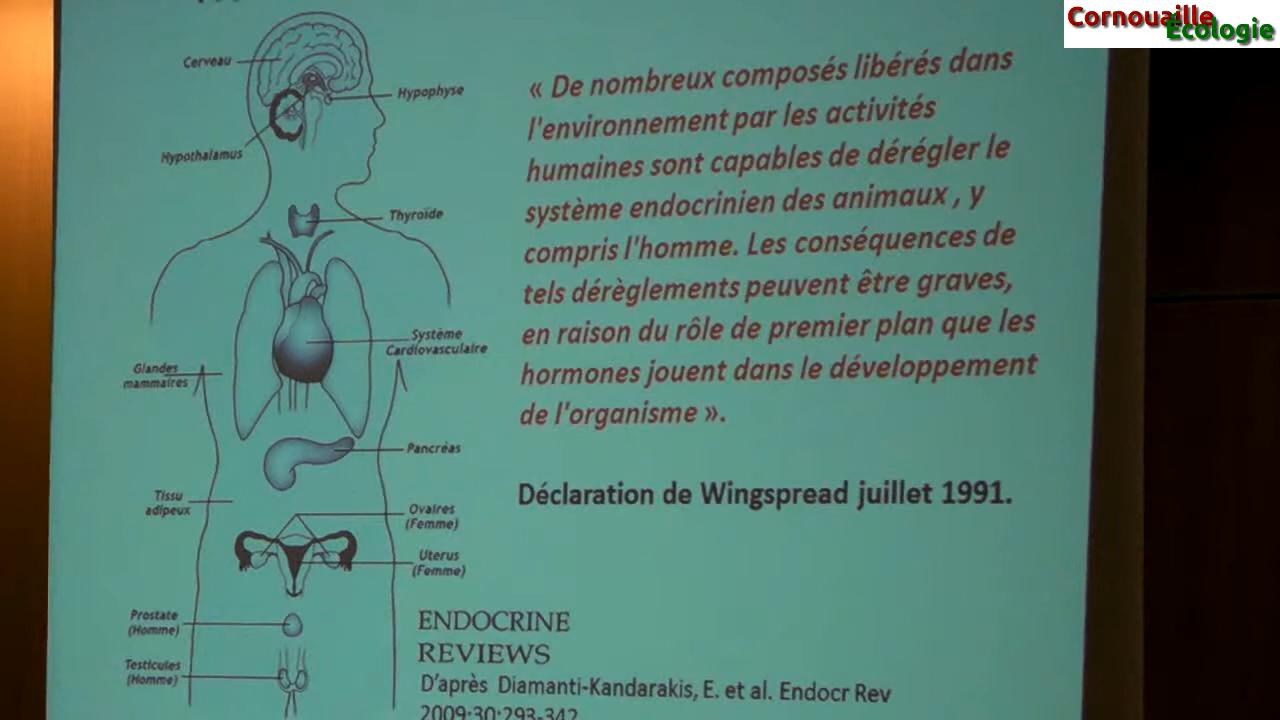 Cornouaille
Écologie
Cerveau
Hypophyse
Hypothalamus
Thyroïde
Système
Cardiovasculaire
Glandes
mammaires
Pancréas
Tissu
adipeux
Ovaires
(Femme)
Uterus
(Femme)
Prostate
(Homme)
Testicules
(Homme)
« De nombreux composés libérés dans
l'environnement par les activités
humaines sont capables de dérégler le
système endocrinien des animaux , y
compris l'homme. Les conséquences de
tels dérèglements peuvent être graves,
en raison du rôle de premier plan que les
hormones jouent dans le développement
de l'organisme ».
Déclaration de Wingspread juillet 1991.
ENDOCRINE
REVIEWS
D'après Diamanti-Kandarakis, E. et al. Endocr Rev
2009;30:293-342